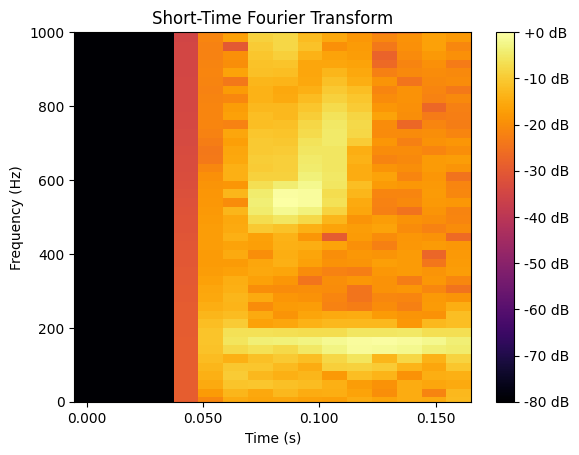 Short-Time Fourier Transform
Frequency (Hz)
1000
800
600
400
200
0
0.000
0.050
0.100
0.150
Time (s)
+0 dB
-10 dB
-20 dB
-30 dB
-40 dB
-50 dB
-60 dB
-70 dB
-80 dB